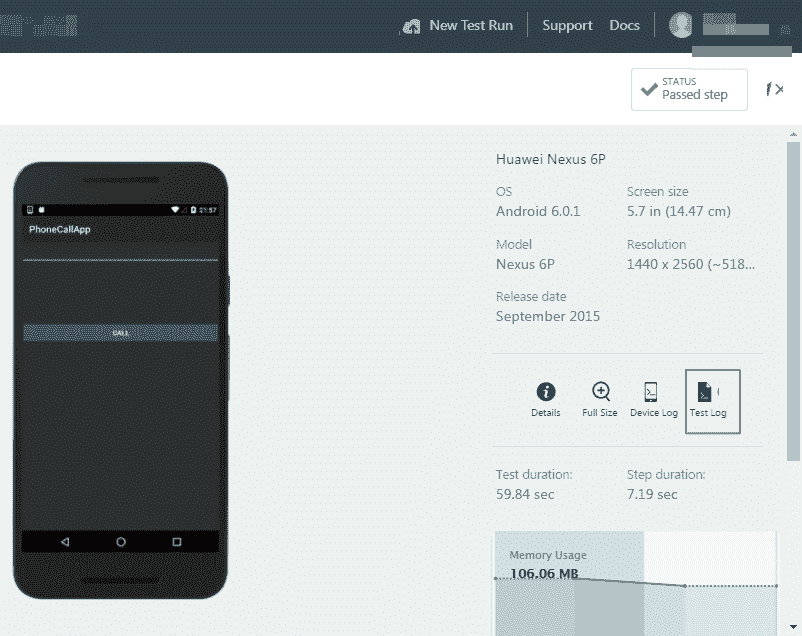 New Test Run
Support
Docs
STATUS
Passed step
Huawei Nexus 6P
OS
Screen size
Android 6.0.1
5.7 in (14.47 cm)
Model
Resolution
Nexus 6P
1440 x 2560 (~518...
Release date
September 2015
21:57
PhoneCallApp
CALL
Details
Full Size
Device Log
Test Log
Test duration:
Step duration:
59.84 sec
7.19 sec
Memory Usage
106.06 MB